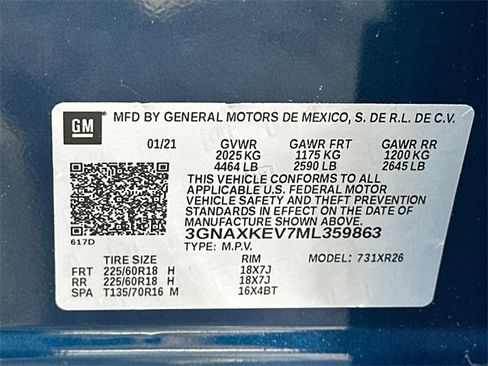 GM
MFD BY GENERAL MOTORS DE MEXICO, S. DE R.L. DE C.V.
01/21 GVWR GAWR FRT GAWR RR
2025 KG 1175 KG 1200 KG
4464 LB 2590 LB 2645 LB
THIS VEHICLE CONFORMS TO ALL
APPLICABLE U.S. FEDERAL MOTOR
VEHICLE SAFETY AND THEFT PREVENTION
STANDARDS IN EFFECT ON THE DATE OF
MANUFACTURE SHOWN ABOVE.
617D 3GNAXKEV7ML359863
TYPE: M.P.V. MODEL: 731XR26
TIRE SIZE RIM
FRT 225/60R18 H 18X7J
RR 225/60R18 H 18X7J
SPA T135/70R16 M 16X4BT